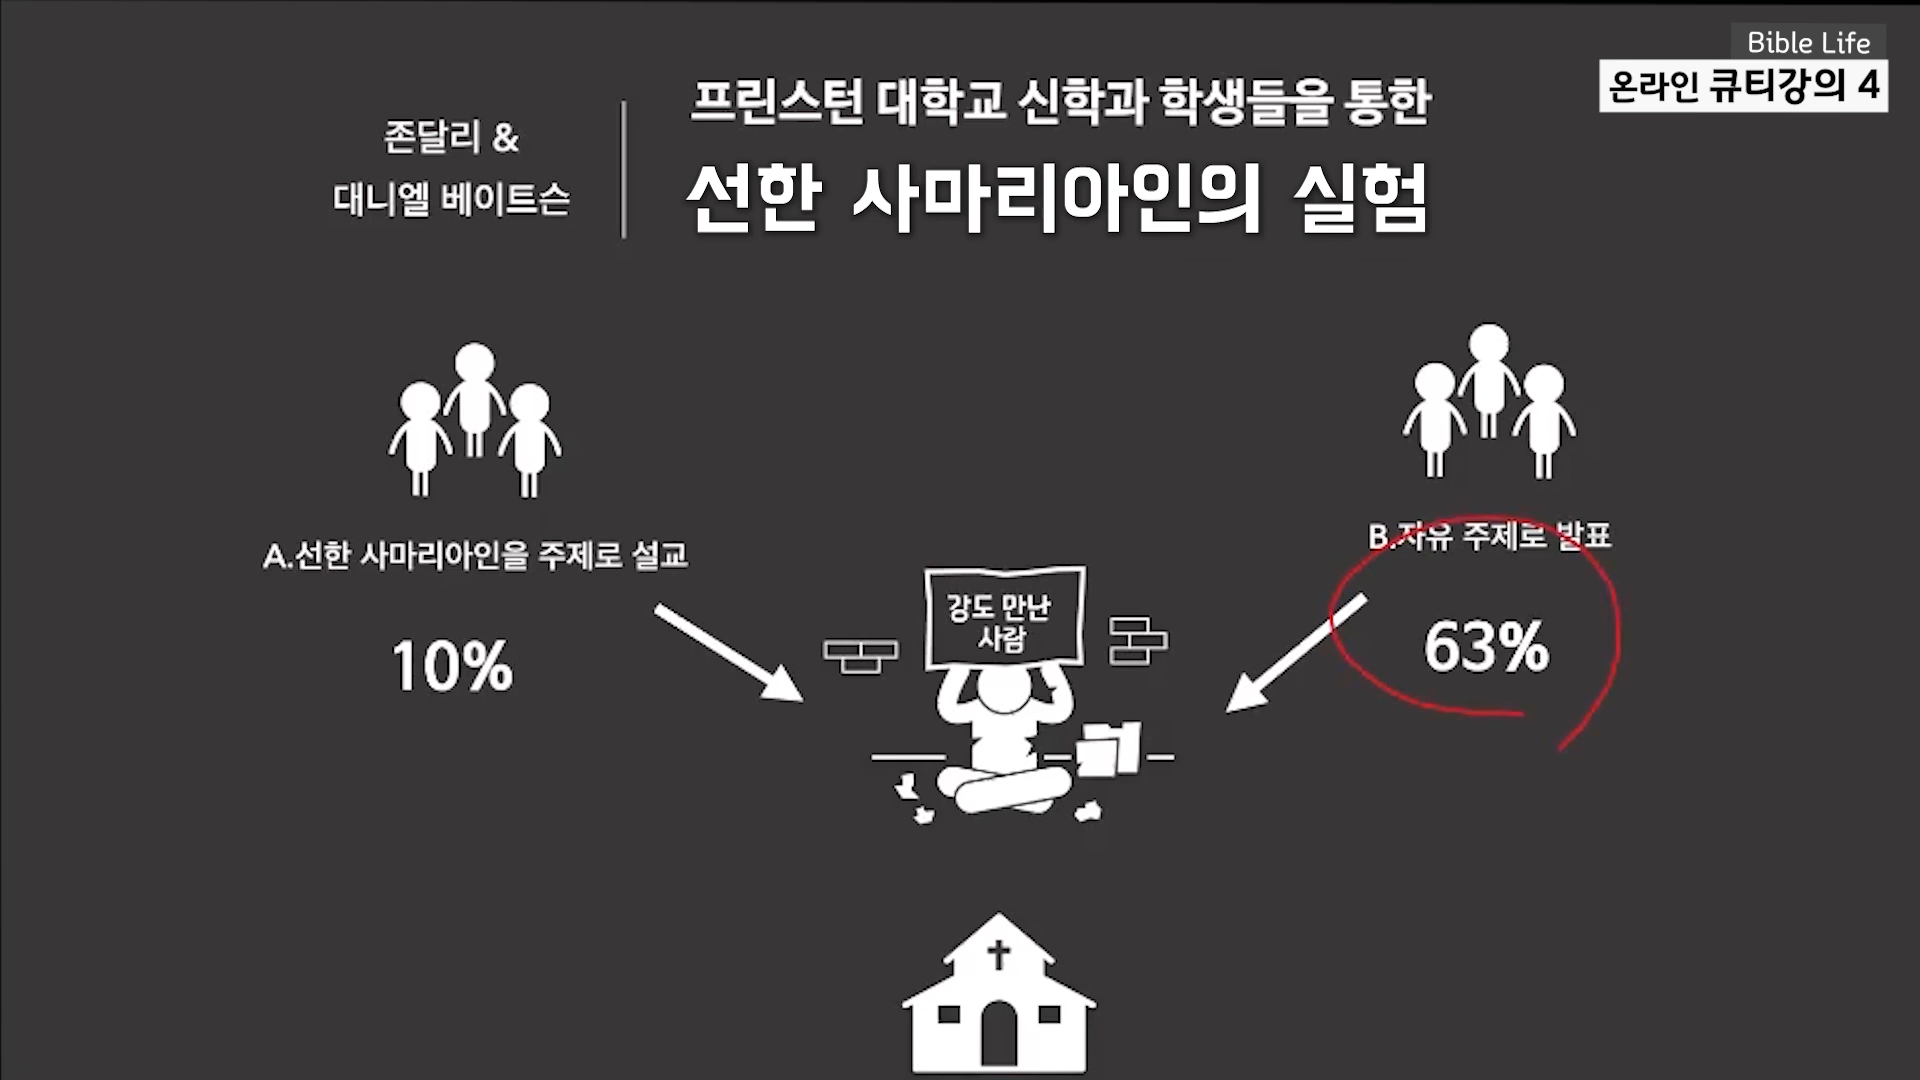 Bible Life
온라인 큐티강의 4
존달리 &
대니엘 베이트슨
프린스턴 대학교 신학과 학생들을 통한
선한 사마리아인의 실험
A.선한 사마리아인을 주제로 설교
10%
B.자유 주제로 발표
63%
강도 만난
사람